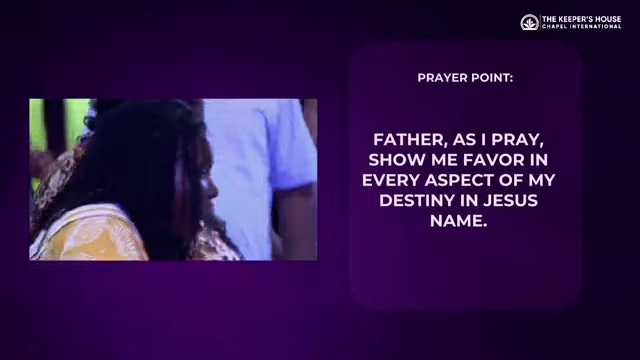 THE KEEPER'S HOUSE
CHAPEL INTERNATIONAL
PRAYER POINT:
FATHER, AS I PRAY,
SHOW ME FAVOR IN
EVERY ASPECT OF MY
DESTINY IN JESUS
NAME.